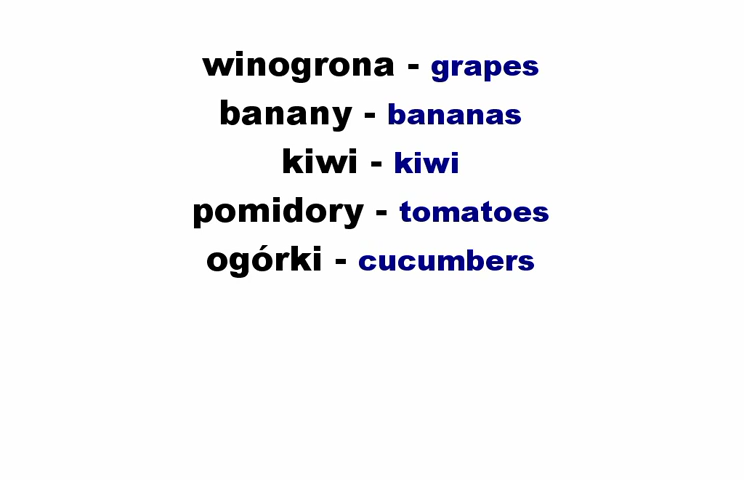 winogrona - grapes
banany - bananas
kiwi - kiwi
pomidory - tomatoes
ogórki - cucumbers